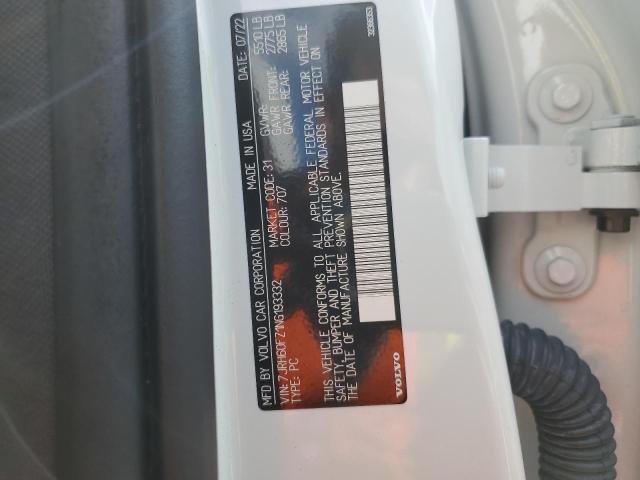 MFD BY VOLVO CAR CORPORATION MADE IN USA DATE: 07/22
VIN: 7JRH60FZ1NG193332 MARKET CODE: 31 GVWR: 5510 LB
TYPE: PC COLOUR: 707 GAWR FRONT: 2775 LB
GAWR REAR: 2865 LB
THIS VEHICLE CONFORMS TO ALL APPLICABLE FEDERAL MOTOR VEHICLE
SAFETY, BUMPER, AND THEFT PREVENTION STANDARDS IN EFFECT ON
THE DATE OF MANUFACTURE SHOWN ABOVE.
VOLVO